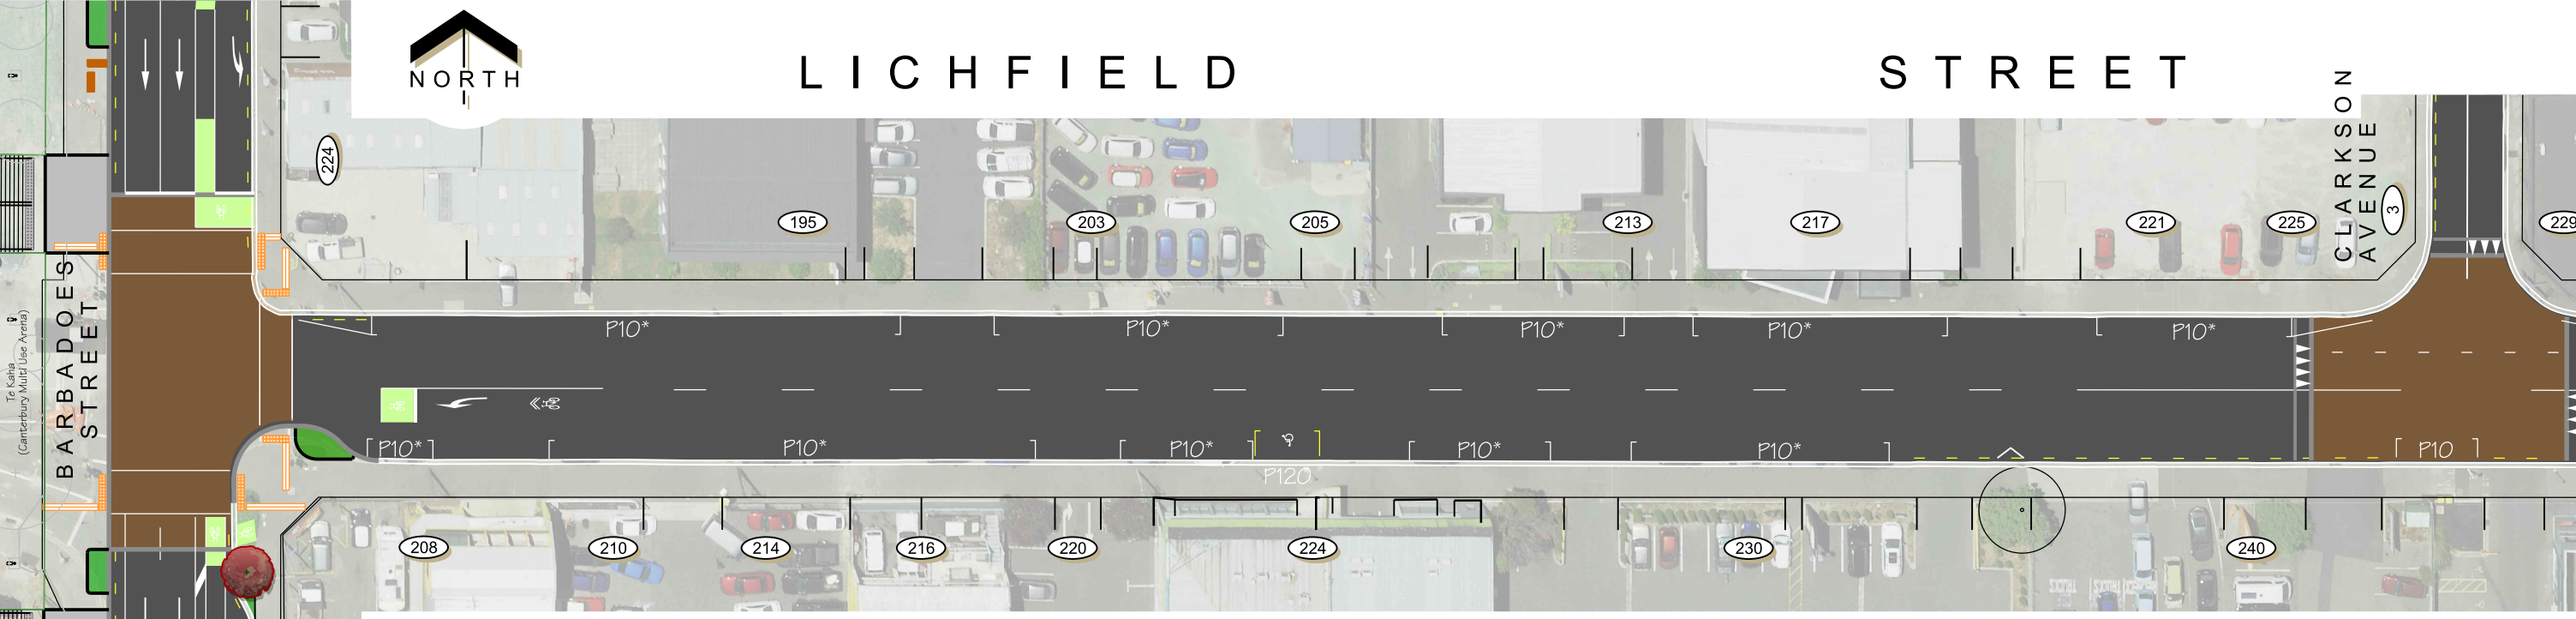 NORTH
LICHFIELD STREET
CLARKSON
AVENUE
224
195
203
205
213
217
221
225
3
229
BARBADOES
STREET
Te Kaha
(Canterbury Multi Use Arena)
P10*
P10*
P10*
P10*
P10*
P10*
P10*
P10*
P10*
P10*
P10
P120
208
210
214
216
220
224
230
240
TRUCKS
TRUCKS